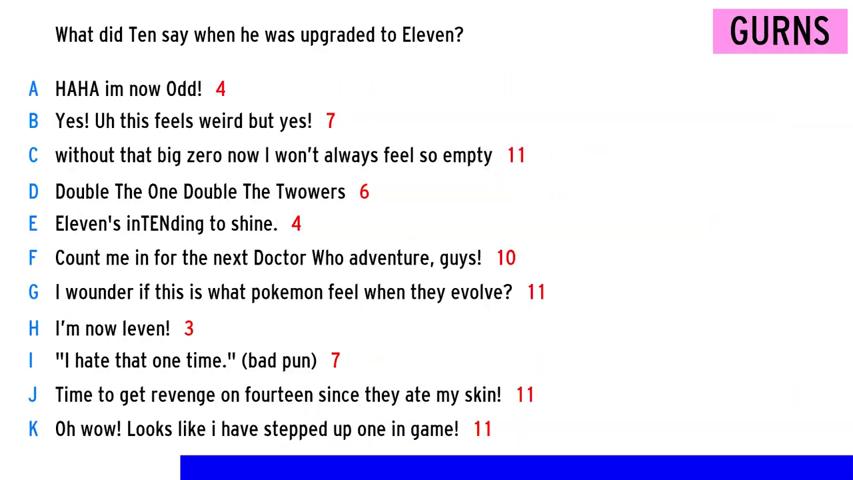 What did Ten say when he was upgraded to Eleven?
GURNS
A HAHA im now Odd! 4
B Yes! Uh this feels weird but yes! 7
C without that big zero now I won't always feel so empty 11
D Double The One Double The Twowers 6
E Eleven's inTENding to shine. 4
F Count me in for the next Doctor Who adventure, guys! 10
G I wounder if this is what pokemon feel when they evolve? 11
H I'm now leven! 3
I "I hate that one time." (bad pun) 7
J Time to get revenge on fourteen since they ate my skin! 11
K Oh wow! Looks like i have stepped up one in game! 11